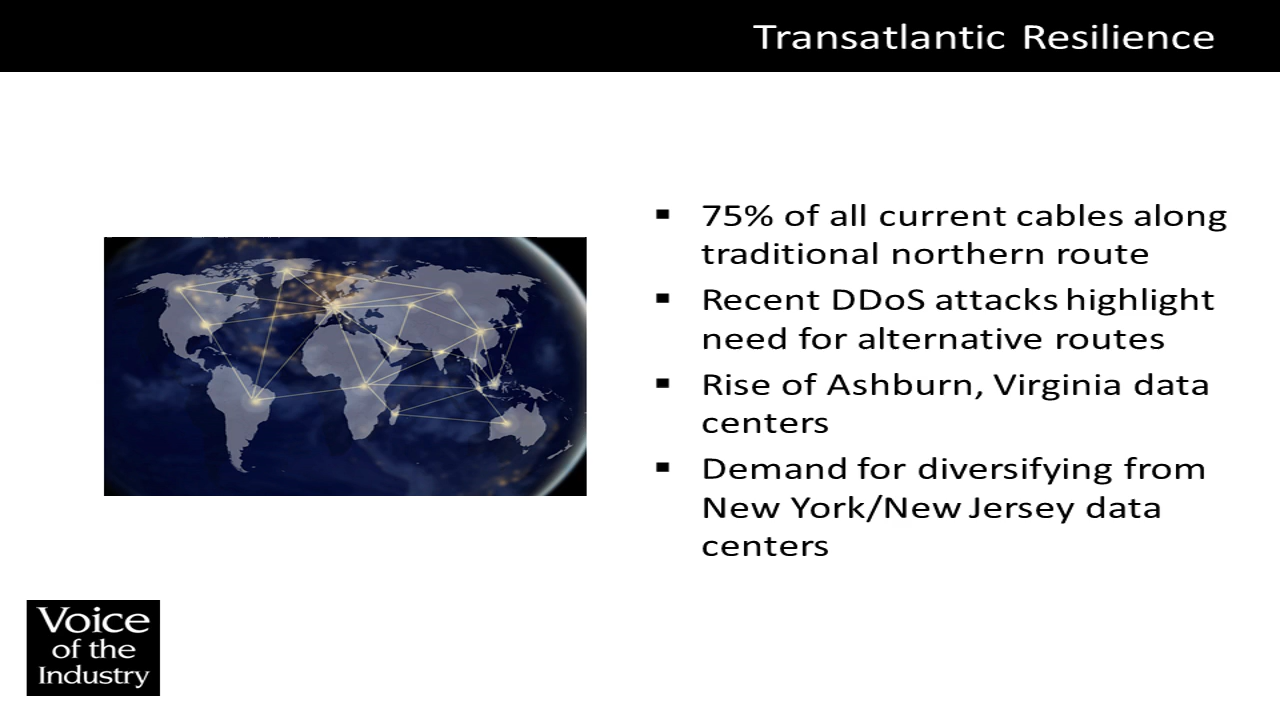 Transatlantic Resilience
▪ 75% of all current cables along
traditional northern route
▪ Recent DDoS attacks highlight
need for alternative routes
▪ Rise of Ashburn, Virginia data
centers
▪ Demand for diversifying from
New York/New Jersey data
centers
Voice
of the
Industry